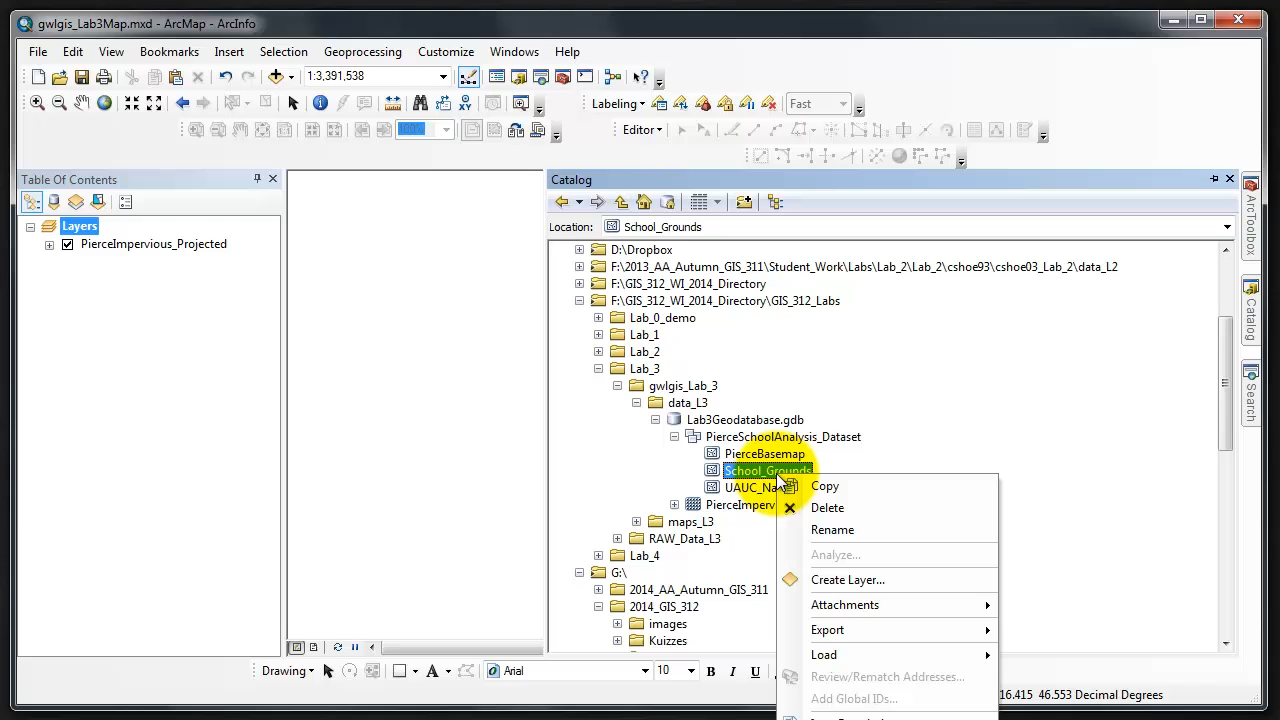 gwlgis_Lab3Map.mxd - ArcMap - ArcInfo
File Edit View Bookmarks Insert Selection Geoprocessing Customize Windows Help
1:3,391,538
Labeling Fast
100% Editor
Table Of Contents
Layers
PierceImpervious_Projected
Catalog
Location: School_Grounds
D:\Dropbox
F:\2013_AA_Autumn_GIS_311\Student_Work\Labs\Lab_2\Lab_2\cshoe93\cshoe03_Lab_2\data_L2
F:\GIS_312_WI_2014_Directory
F:\GIS_312_WI_2014_Directory\GIS_312_Labs
Lab_0_demo
Lab_1
Lab_2
Lab_3
gwlgis_Lab_3
data_L3
Lab3Geodatabase.gdb
PierceSchoolAnalysis_Dataset
PierceBasemap
School_Grounds
UAUC_Na
PierceImperv
maps_L3
RAW_Data_L3
Lab_4
G:\
2014_AA_Autumn_GIS_311
2014_GIS_312
images
Kuizzes
Copy
Delete
Rename
Analyze...
Create Layer...
Attachments
Export
Load
Review/Rematch Addresses...
Add Global IDs...
ArcToolbox
Catalog
Search
Drawing A Arial 10 B I U
16.415 46.553 Decimal Degrees